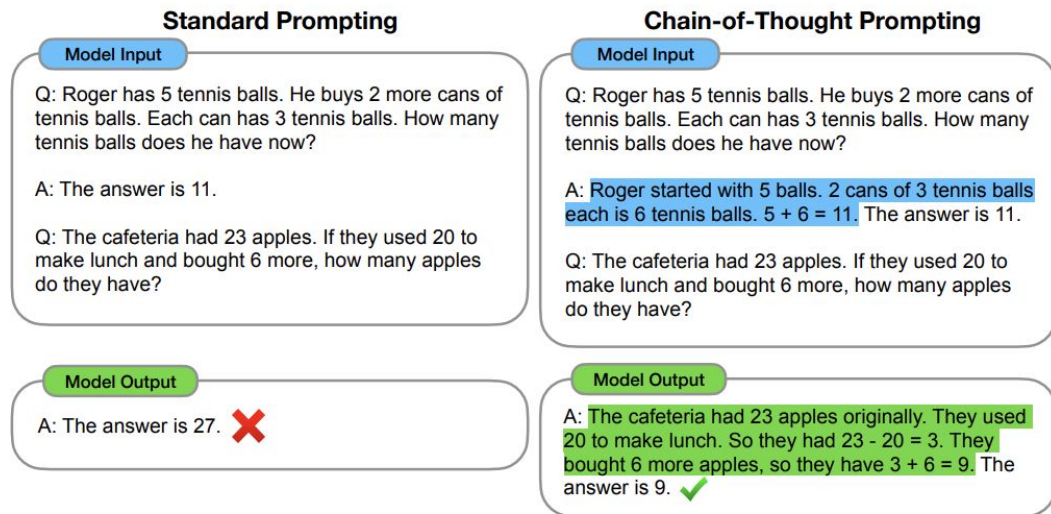 Standard Prompting
Model Input
Q: Roger has 5 tennis balls. He buys 2 more cans of
tennis balls. Each can has 3 tennis balls. How many
tennis balls does he have now?
A: The answer is 11.
Q: The cafeteria had 23 apples. If they used 20 to
make lunch and bought 6 more, how many apples
do they have?
Model Output
A: The answer is 27.
Chain-of-Thought Prompting
Model Input
Q: Roger has 5 tennis balls. He buys 2 more cans of
tennis balls. Each can has 3 tennis balls. How many
tennis balls does he have now?
A: Roger started with 5 balls. 2 cans of 3 tennis balls
each is 6 tennis balls. 5 + 6 = 11. The answer is 11.
Q: The cafeteria had 23 apples. If they used 20 to
make lunch and bought 6 more, how many apples
do they have?
Model Output
A: The cafeteria had 23 apples originally. They used
20 to make lunch. So they had 23 - 20 = 3. They
bought 6 more apples, so they have 3 + 6 = 9. The
answer is 9.